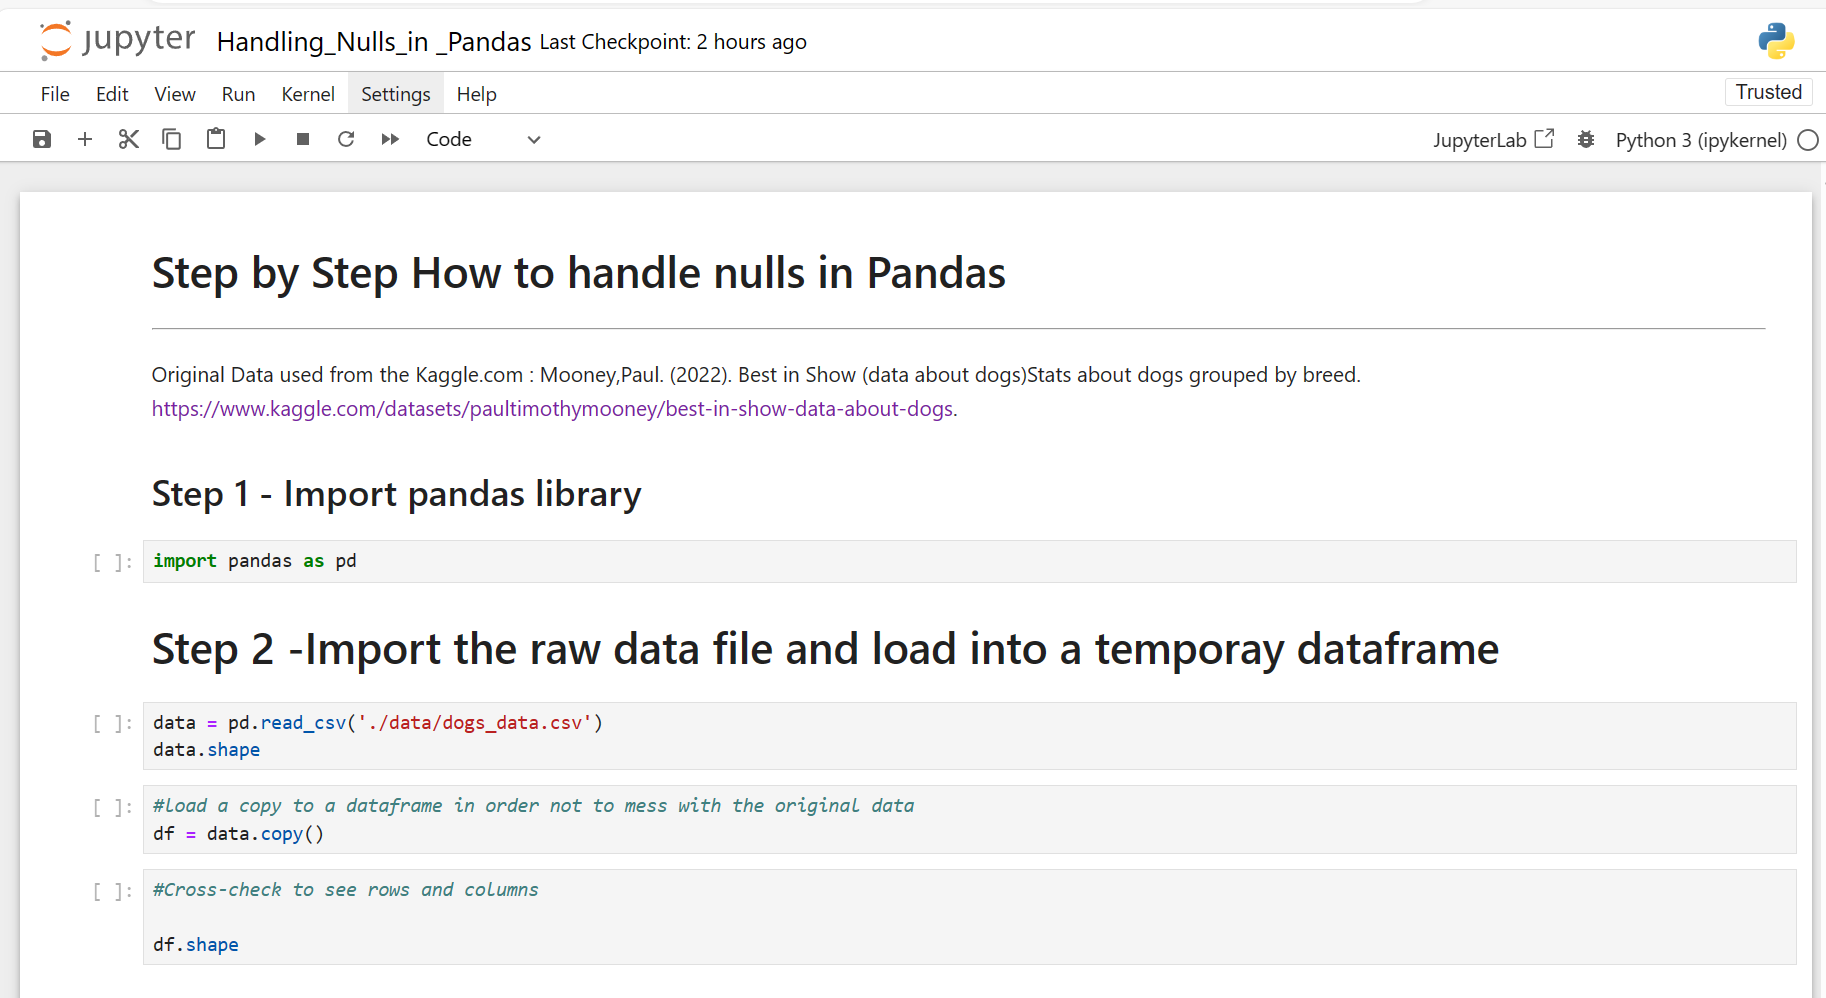 jupyter Handling_Nulls_in _Pandas Last Checkpoint: 2 hours ago
File Edit View Run Kernel Settings Help Trusted
Code JupyterLab Python 3 (ipykernel)
Step by Step How to handle nulls in Pandas
Original Data used from the Kaggle.com : Mooney,Paul. (2022). Best in Show (data about dogs)Stats about dogs grouped by breed.
https://www.kaggle.com/datasets/paultimothymooney/best-in-show-data-about-dogs.
Step 1 - Import pandas library
[ ]: import pandas as pd
Step 2 -Import the raw data file and load into a temporay dataframe
[ ]: data = pd.read_csv('./data/dogs_data.csv')
data.shape
[ ]: #load a copy to a dataframe in order not to mess with the original data
df = data.copy()
[ ]: #Cross-check to see rows and columns
df.shape